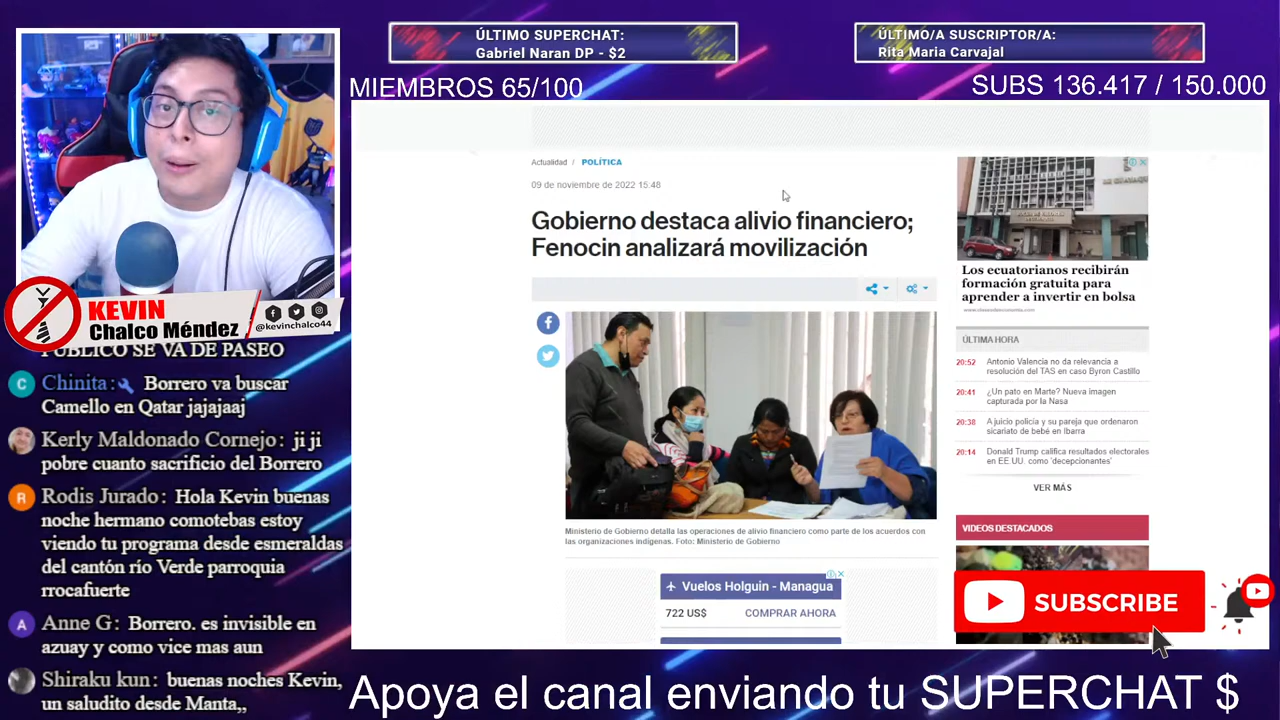 ÚLTIMO SUPERCHAT:
Gabriel Naran DP - $2
ÚLTIMO/A SUSCRIPTOR/A:
Rita Maria Carvajal
MIEMBROS 65/100
SUBS 136.417 / 150.000
KEVIN
Chalco Méndez
@kevinchalco44
PÚBLICO SE VA DE PASEO
C Chinita: Borrero va buscar
Camello en Qatar jajajaaj
Kerly Maldonado Cornejo: ji ji
pobre cuanto sacrificio del Borrero
R Rodis Jurado: Hola Kevin buenas
noche hermano comotebas estoy
viendo tu programa desde esmeraldas
del cantón río Verde parroquia
rrocafuerte
A Anne G: Borrero. es invisible en
azuay y como vice mas aun
Shiraku kun: buenas noches Kevin,
un saludito desde Manta,,
Actualidad / POLÍTICA
09 de noviembre de 2022 15:48
Gobierno destaca alivio financiero;
Fenocin analizará movilización
Ministerio de Gobierno detalla las operaciones de alivio financiero como parte de los acuerdos con
las organizaciones indígenas. Foto: Ministerio de Gobierno
Vuelos Holguin - Managua
722 US$ COMPRAR AHORA
Los ecuatorianos recibirán
formación gratuita para
aprender a invertir en bolsa
ÚLTIMA HORA
20:52 Antonio Valencia no da relevancia a
resolución del TAS en caso Byron Castillo
20:41 ¿Un pato en Marte? Nueva imagen
capturada por la Nasa
20:38 A juicio policía y su pareja que ordenaron
sicariato de bebé en Ibarra
20:14 Donald Trump califica resultados electorales
en EE.UU. como 'decepcionantes'
VER MÁS
VIDEOS DESTACADOS
SUBSCRIBE
Apoya el canal enviando tu SUPERCHAT $